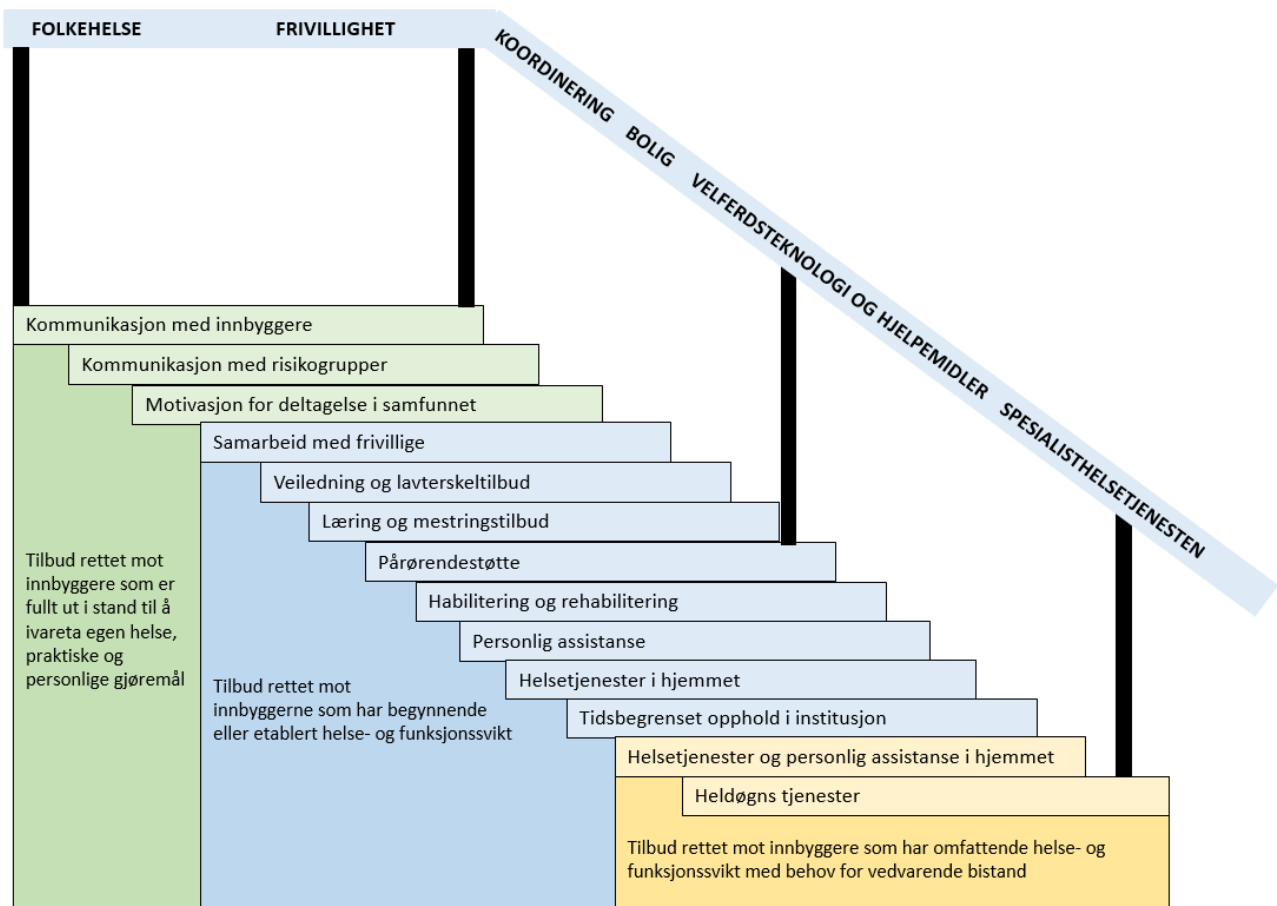 FOLKEHELSE FRIVILLIGHET
KOORDINERING BOLIG VELFERDSTEKNOLOGI OG HJELPEMIDLER SPESIALISTHELSETJENESTEN
Kommunikasjon med innbyggere
Kommunikasjon med risikogrupper
Motivasjon for deltagelse i samfunnet
Samarbeid med frivillige
Veiledning og lavterskeltilbud
Læring og mestringstilbud
Pårørendestøtte
Habilitering og rehabilitering
Personlig assistanse
Helsetjenester i hjemmet
Tidsbegrenset opphold i institusjon
Helsetjenester og personlig assistanse i hjemmet
Heldøgns tjenester
Tilbud rettet mot
innbyggere som er
fullt ut i stand til å
ivareta egen helse,
praktiske og
personlige gjøremål
Tilbud rettet mot
innbyggerne som har begynnende
eller etablert helse- og funksjonssvikt
Tilbud rettet mot innbyggere som har omfattende helse- og
funksjonssvikt med behov for vedvarende bistand